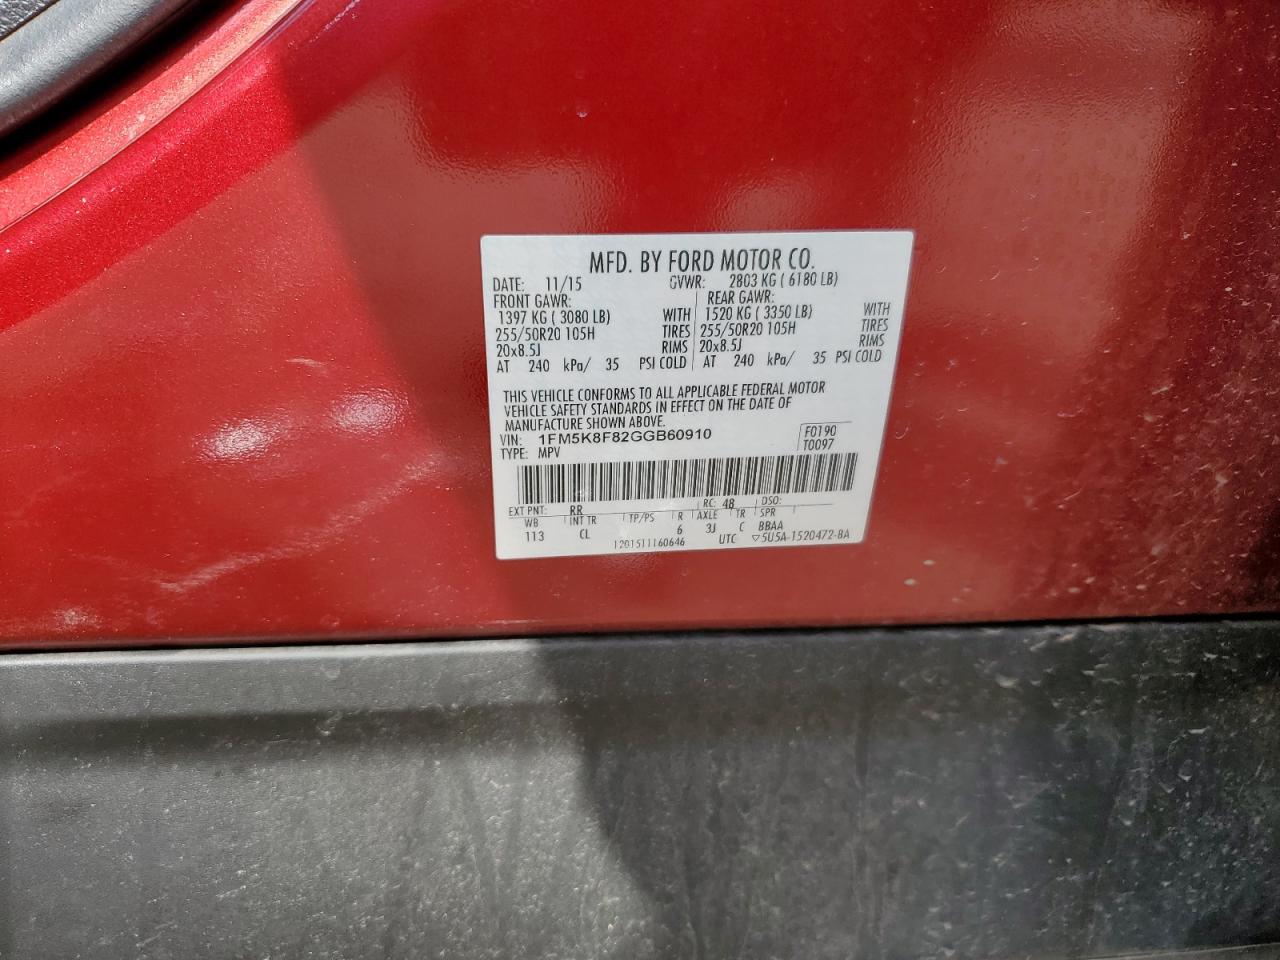 MFD. BY FORD MOTOR CO.
DATE: 11/15 GVWR: 2803 KG ( 6180 LB)
FRONT GAWR: REAR GAWR:
1397 KG ( 3080 LB) WITH 1520 KG ( 3350 LB) WITH
255/50R20 105H TIRES 255/50R20 105H TIRES
20x8.5J RIMS 20x8.5J RIMS
AT 240 kPa/ 35 PSI COLD AT 240 kPa/ 35 PSI COLD
THIS VEHICLE CONFORMS TO ALL APPLICABLE FEDERAL MOTOR
VEHICLE SAFETY STANDARDS IN EFFECT ON THE DATE OF
MANUFACTURE SHOWN ABOVE.
VIN: 1FM5K8F82GGB60910 F0190
TYPE: MPV T0097
EXT PNT: RR RC: 48 DSO:
WB INT TR TP/PS R AXLE TR SPR
113 CL 6 3J C BBAA
1201511160646 UTC ▽5U5A-1520472-BA